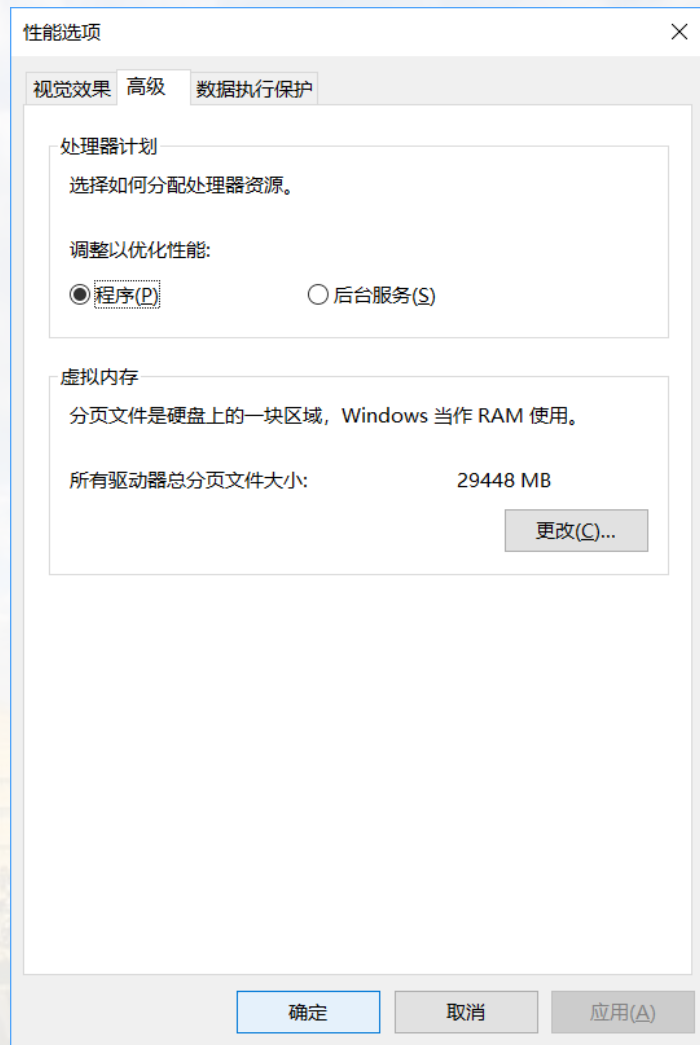 性能选项
视觉效果 高级 数据执行保护
处理器计划
选择如何分配处理器资源。
调整以优化性能:
程序(P) 后台服务(S)
虚拟内存
分页文件是硬盘上的一块区域，Windows 当作 RAM 使用。
所有驱动器总分页文件大小: 29448 MB
更改(C)...
确定 取消 应用(A)